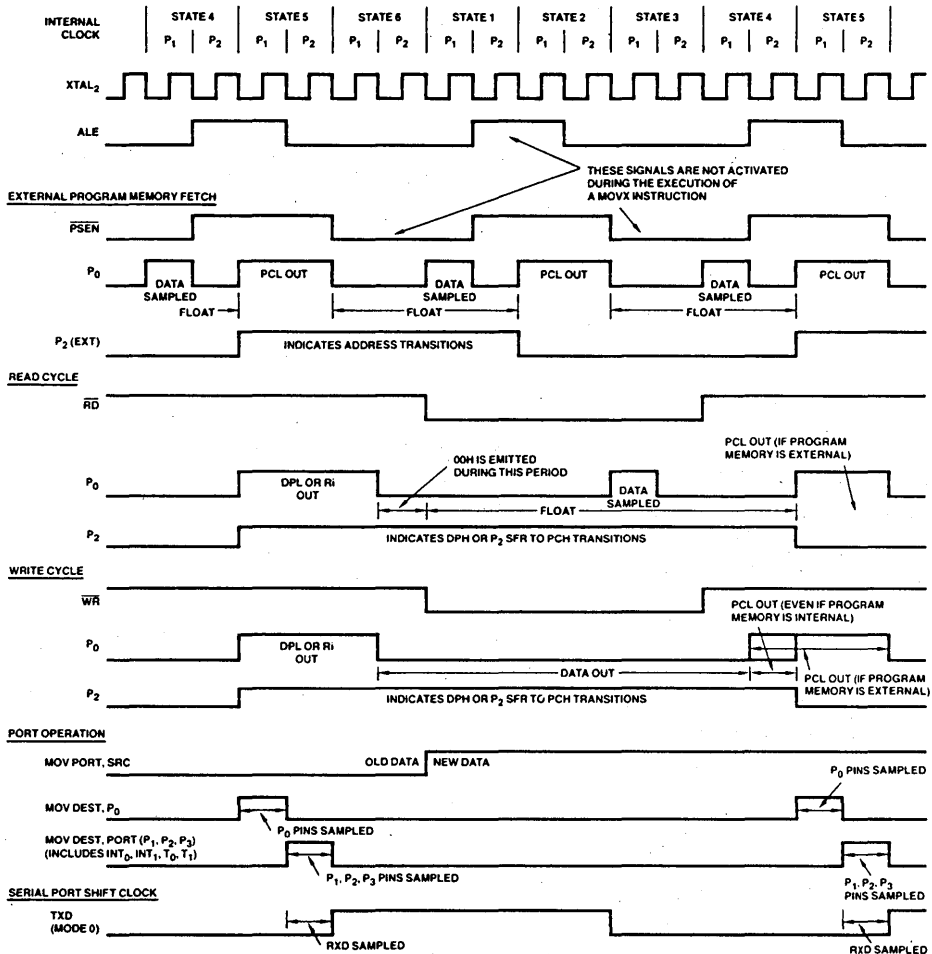 INTERNAL CLOCK
STATE 4 STATE 5 STATE 6 STATE 1 STATE 2 STATE 3 STATE 4 STATE 5
P1 P2 P1 P2 P1 P2 P1 P2 P1 P2 P1 P2 P1 P2 P1 P2
XTAL2
ALE
THESE SIGNALS ARE NOT ACTIVATED
DURING THE EXECUTION OF
A MOVX INSTRUCTION
EXTERNAL PROGRAM MEMORY FETCH
PSEN
P0
PCL OUT PCL OUT PCL OUT
DATA SAMPLED
DATA SAMPLED
DATA SAMPLED
FLOAT FLOAT FLOAT
P2 (EXT)
INDICATES ADDRESS TRANSITIONS
READ CYCLE
RD
00H IS EMITTED
DURING THIS PERIOD
PCL OUT (IF PROGRAM
MEMORY IS EXTERNAL)
P0
DPL OR Ri
OUT
DATA
SAMPLED
FLOAT
P2
INDICATES DPH OR P2 SFR TO PCH TRANSITIONS
WRITE CYCLE
WR
PCL OUT (EVEN IF PROGRAM
MEMORY IS INTERNAL)
P0
DPL OR Ri
OUT
DATA OUT
PCL OUT (IF PROGRAM
MEMORY IS EXTERNAL)
P2
INDICATES DPH OR P2 SFR TO PCH TRANSITIONS
PORT OPERATION
MOV PORT, SRC
OLD DATA NEW DATA
P0 PINS SAMPLED
MOV DEST, P0
P0 PINS SAMPLED
MOV DEST, PORT (P1, P2, P3)
(INCLUDES INT0, INT1, T0, T1)
P1, P2, P3 PINS SAMPLED
P1, P2, P3
PINS SAMPLED
SERIAL PORT SHIFT CLOCK
TXD
(MODE 0)
RXD SAMPLED RXD SAMPLED